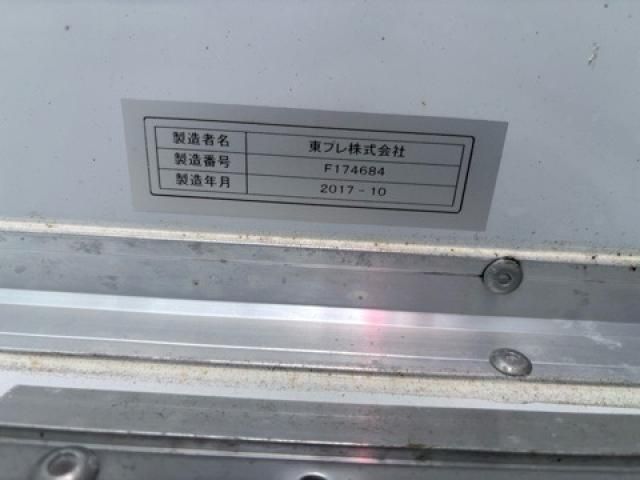 製造者名 東プレ株式会社
製造番号 F174684
製造年月 2017-10